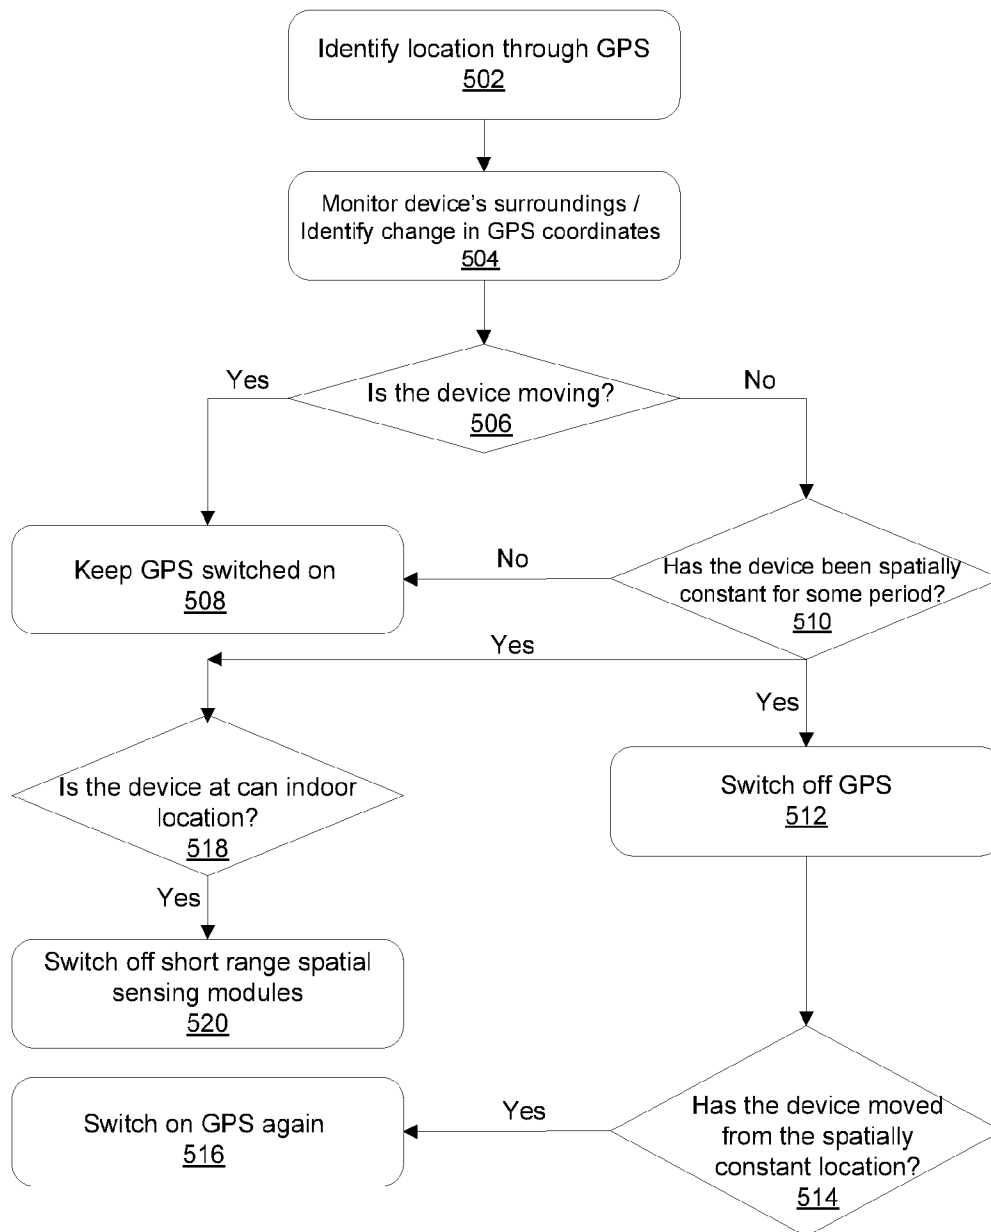 Identify location through GPS
502
Monitor device's surroundings /
Identify change in GPS coordinates
504
Yes
No
Is the device moving?
506
Keep GPS switched on
508
No
Has the device been spatially
constant for some period?
510
Yes
Yes
Is the device at can indoor
location?
518
Switch off GPS
512
Yes
Switch off short range spatial
sensing modules
520
Switch on GPS again
516
Yes
Has the device moved
from the spatially
constant location?
514